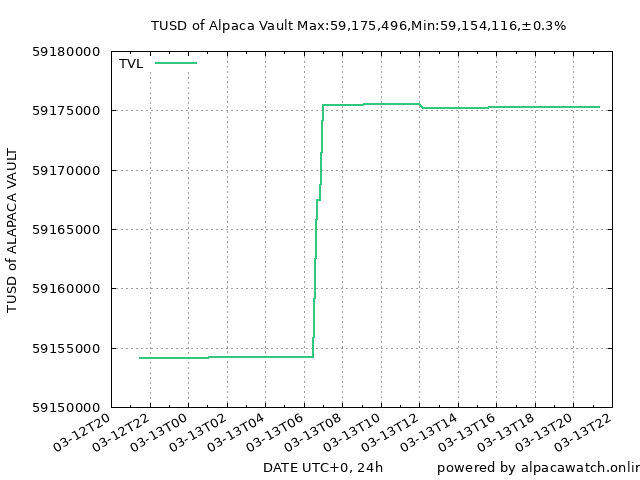 TUSD of Alpaca Vault Max:59,175,496,Min:59,154,116,±0.3%
TVL
59180000
59175000
59170000
59165000
59160000
59155000
59150000
TUSD of ALAPACA VAULT
03-12T20
03-12T22
03-13T00
03-13T02
03-13T04
03-13T06
03-13T08
03-13T10
03-13T12
03-13T14
03-13T16
03-13T18
03-13T20
03-13T22
DATE UTC+0, 24h
powered by alpacawatch.onlin